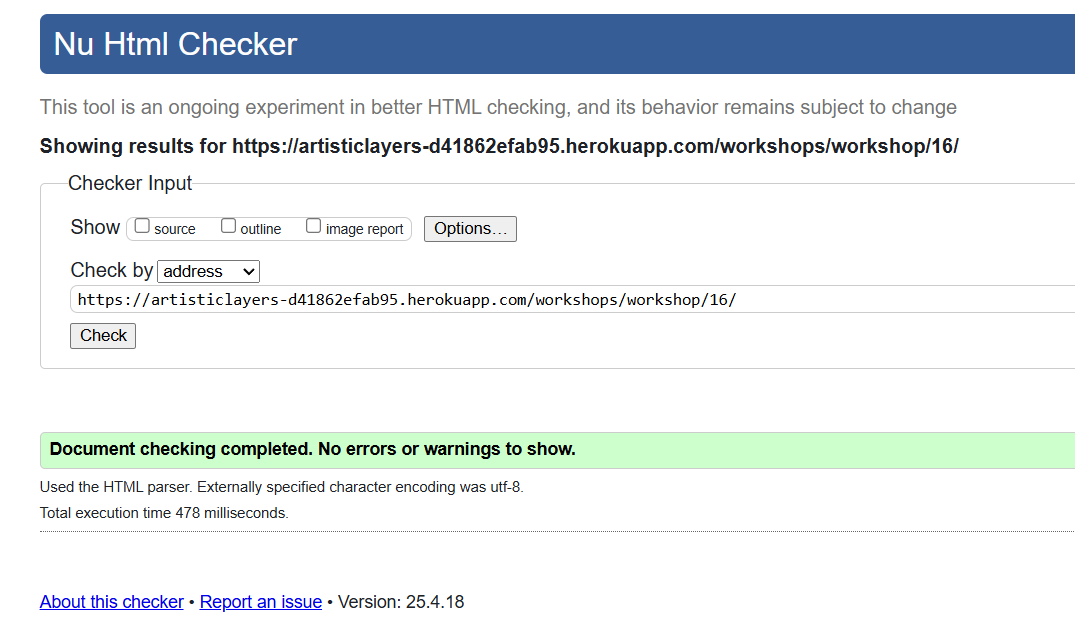 Nu Html Checker
This tool is an ongoing experiment in better HTML checking, and its behavior remains subject to change
Showing results for https://artisticlayers-d41862efab95.herokuapp.com/workshops/workshop/16/
Checker Input
Show source outline image report Options…
Check by address
https://artisticlayers-d41862efab95.herokuapp.com/workshops/workshop/16/
Check
Document checking completed. No errors or warnings to show.
Used the HTML parser. Externally specified character encoding was utf-8.
Total execution time 478 milliseconds.
About this checker • Report an issue • Version: 25.4.18